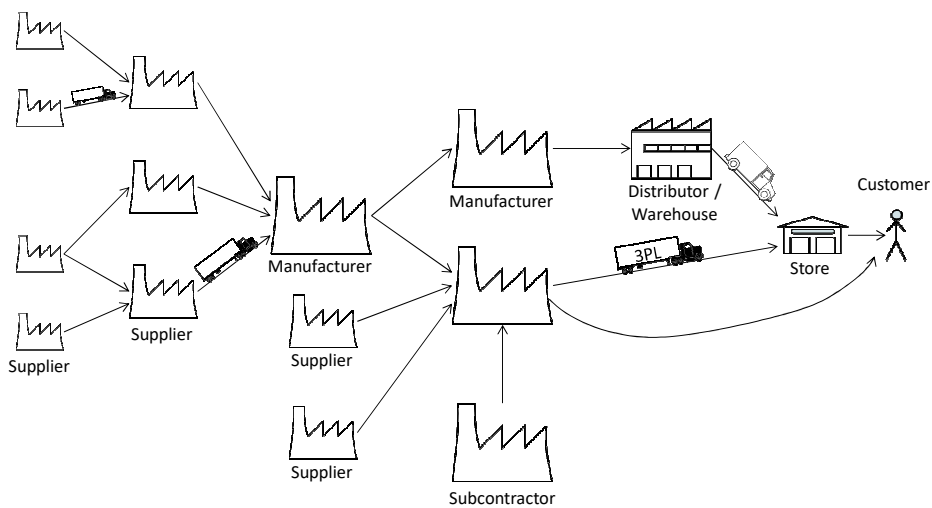 Customer
Manufacturer
Distributor /
Warehouse
3PL
Store
Manufacturer
Supplier
Supplier
Supplier
Supplier
Subcontractor